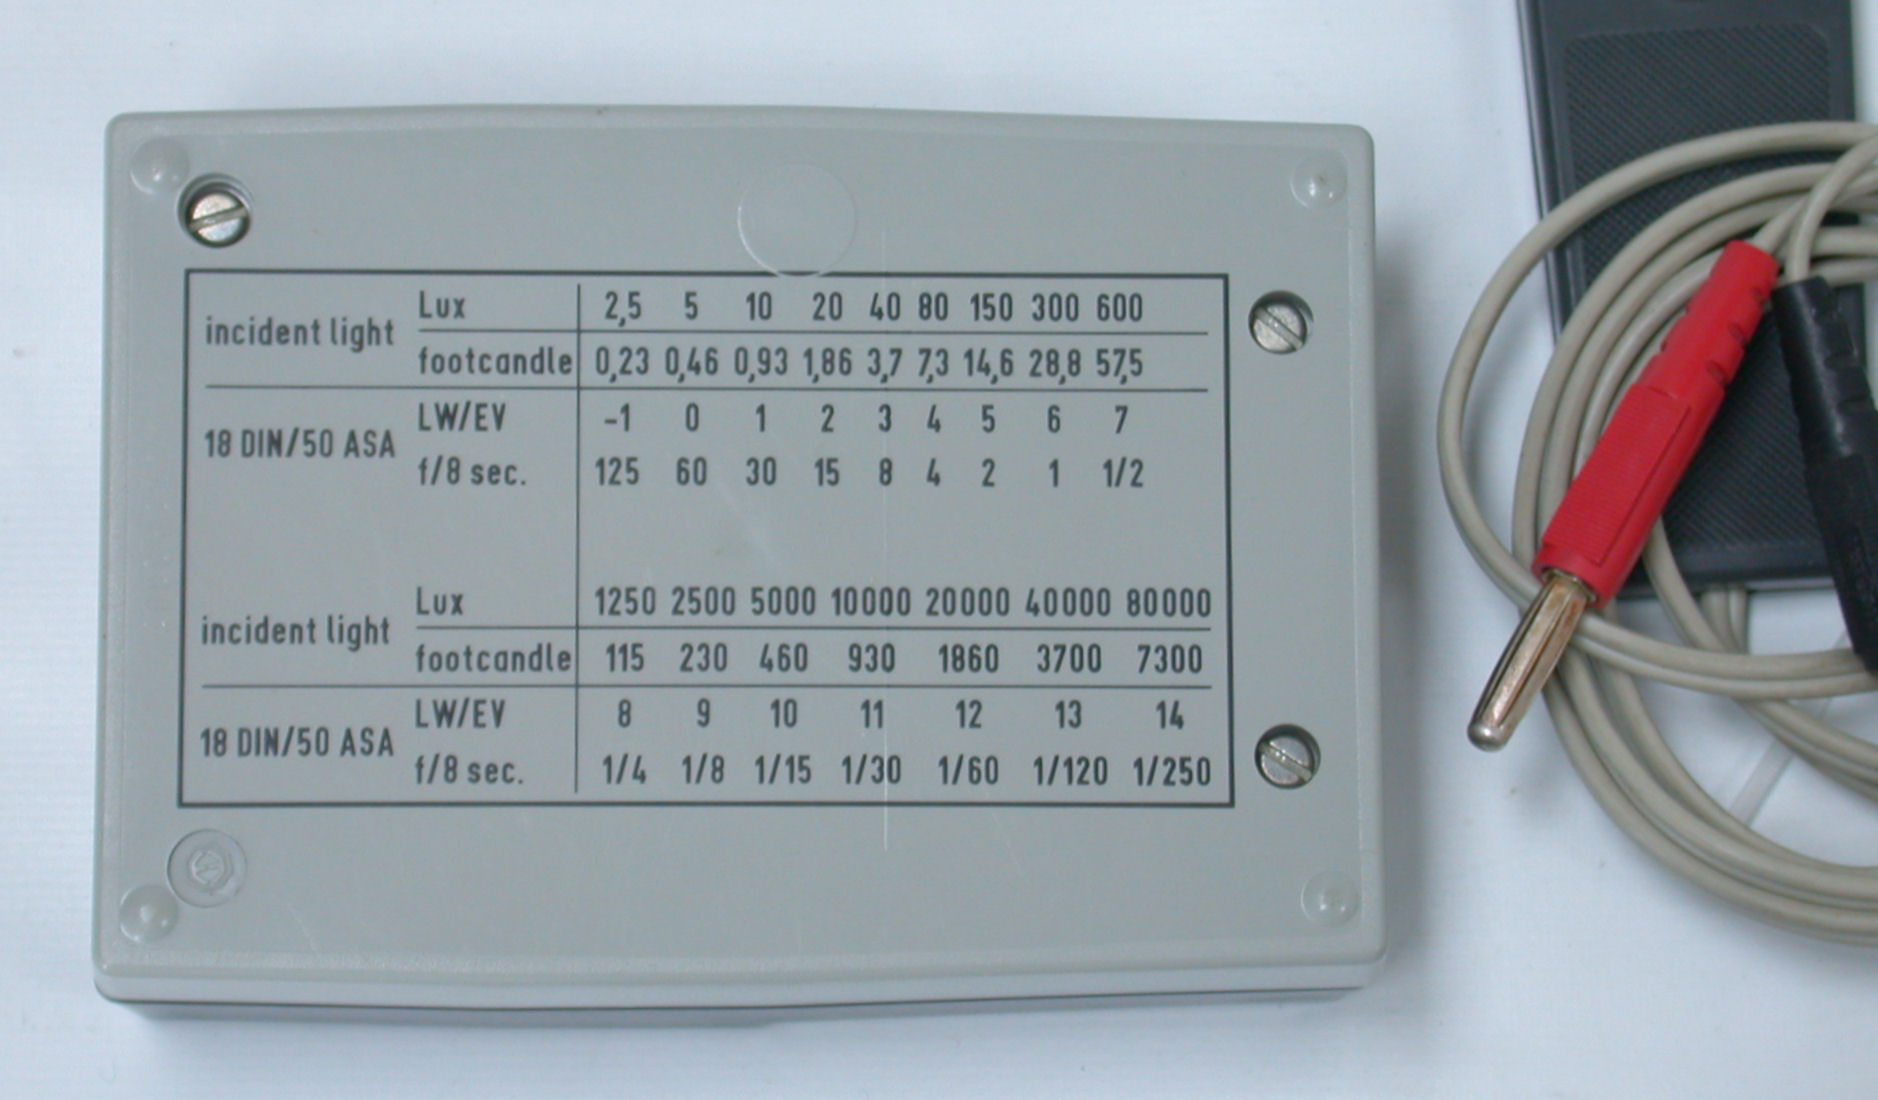 incident light Lux 2,5 5 10 20 40 80 150 300 600
footcandle 0,23 0,46 0,93 1,86 3,7 7,3 14,6 28,8 57,5
18 DIN/50 ASA LW/EV -1 0 1 2 3 4 5 6 7
f/8 sec. 125 60 30 15 8 4 2 1 1/2
incident light Lux 1250 2500 5000 10000 20000 40000 80000
footcandle 115 230 460 930 1860 3700 7300
18 DIN/50 ASA LW/EV 8 9 10 11 12 13 14
f/8 sec. 1/4 1/8 1/15 1/30 1/60 1/120 1/250